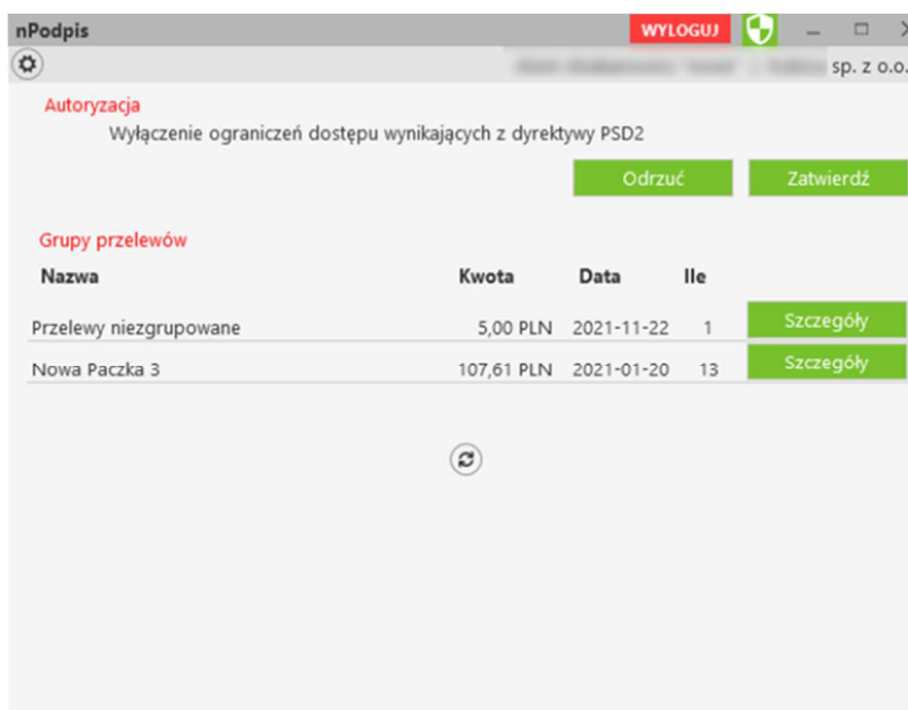 nPodpis WYLOGUJ
sp. z o.o.
Autoryzacja
Wyłączenie ograniczeń dostępu wynikających z dyrektywy PSD2
Odrzuć Zatwierdź
Grupy przelewów
Nazwa Kwota Data Ile
Przelewy niezgrupowane 5,00 PLN 2021-11-22 1 Szczegóły
Nowa Paczka 3 107,61 PLN 2021-01-20 13 Szczegóły